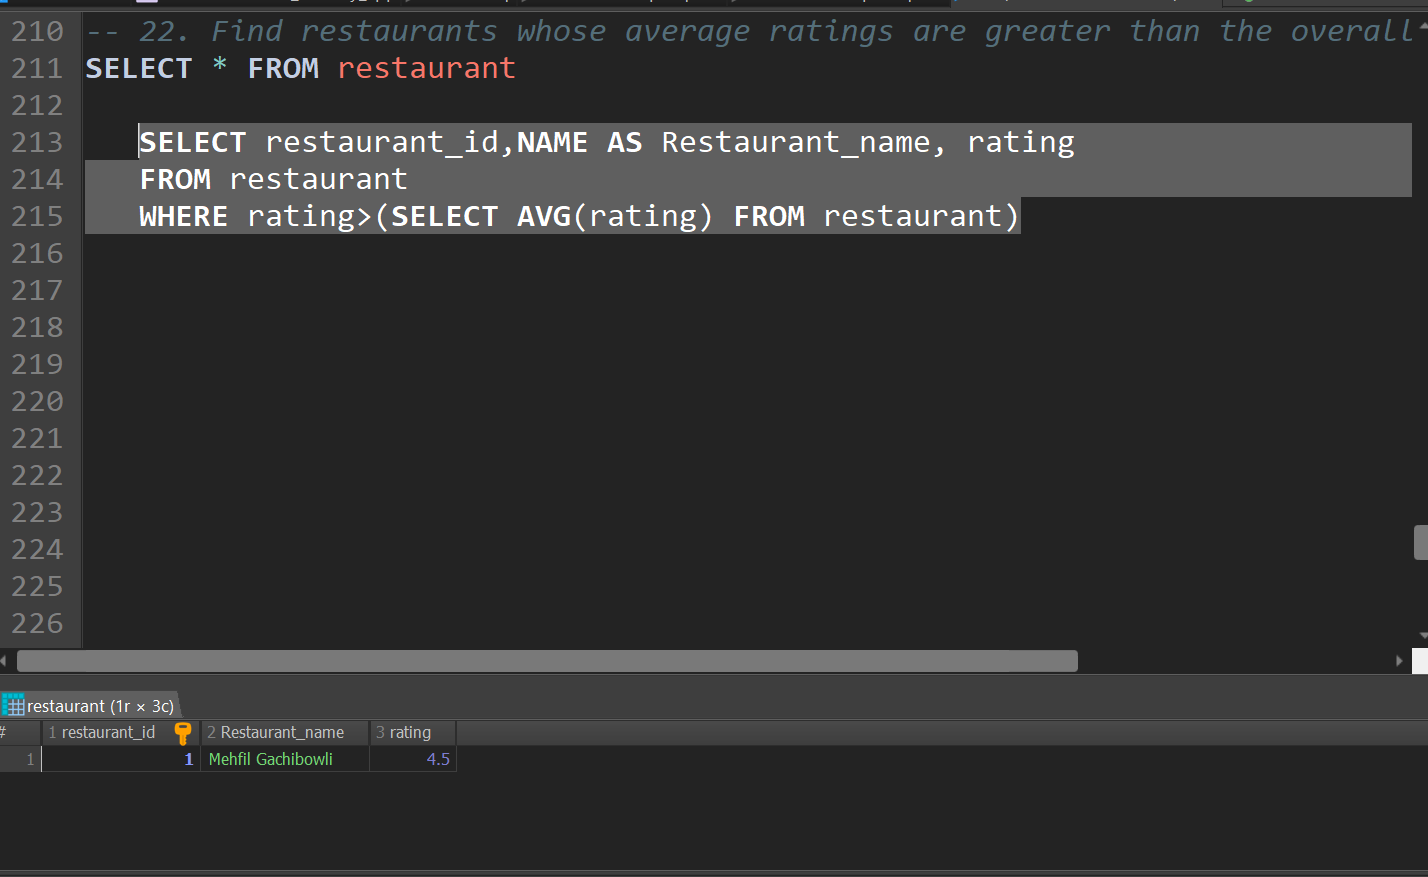 210 -- 22. Find restaurants whose average ratings are greater than the overall
211 SELECT * FROM restaurant
212
213 SELECT restaurant_id,NAME AS Restaurant_name, rating
214 FROM restaurant
215 WHERE rating>(SELECT AVG(rating) FROM restaurant)
216
217
218
219
220
221
222
223
224
225
226
restaurant (1r × 3c)
# 1 restaurant_id 2 Restaurant_name 3 rating
1 1 Mehfil Gachibowli 4.5